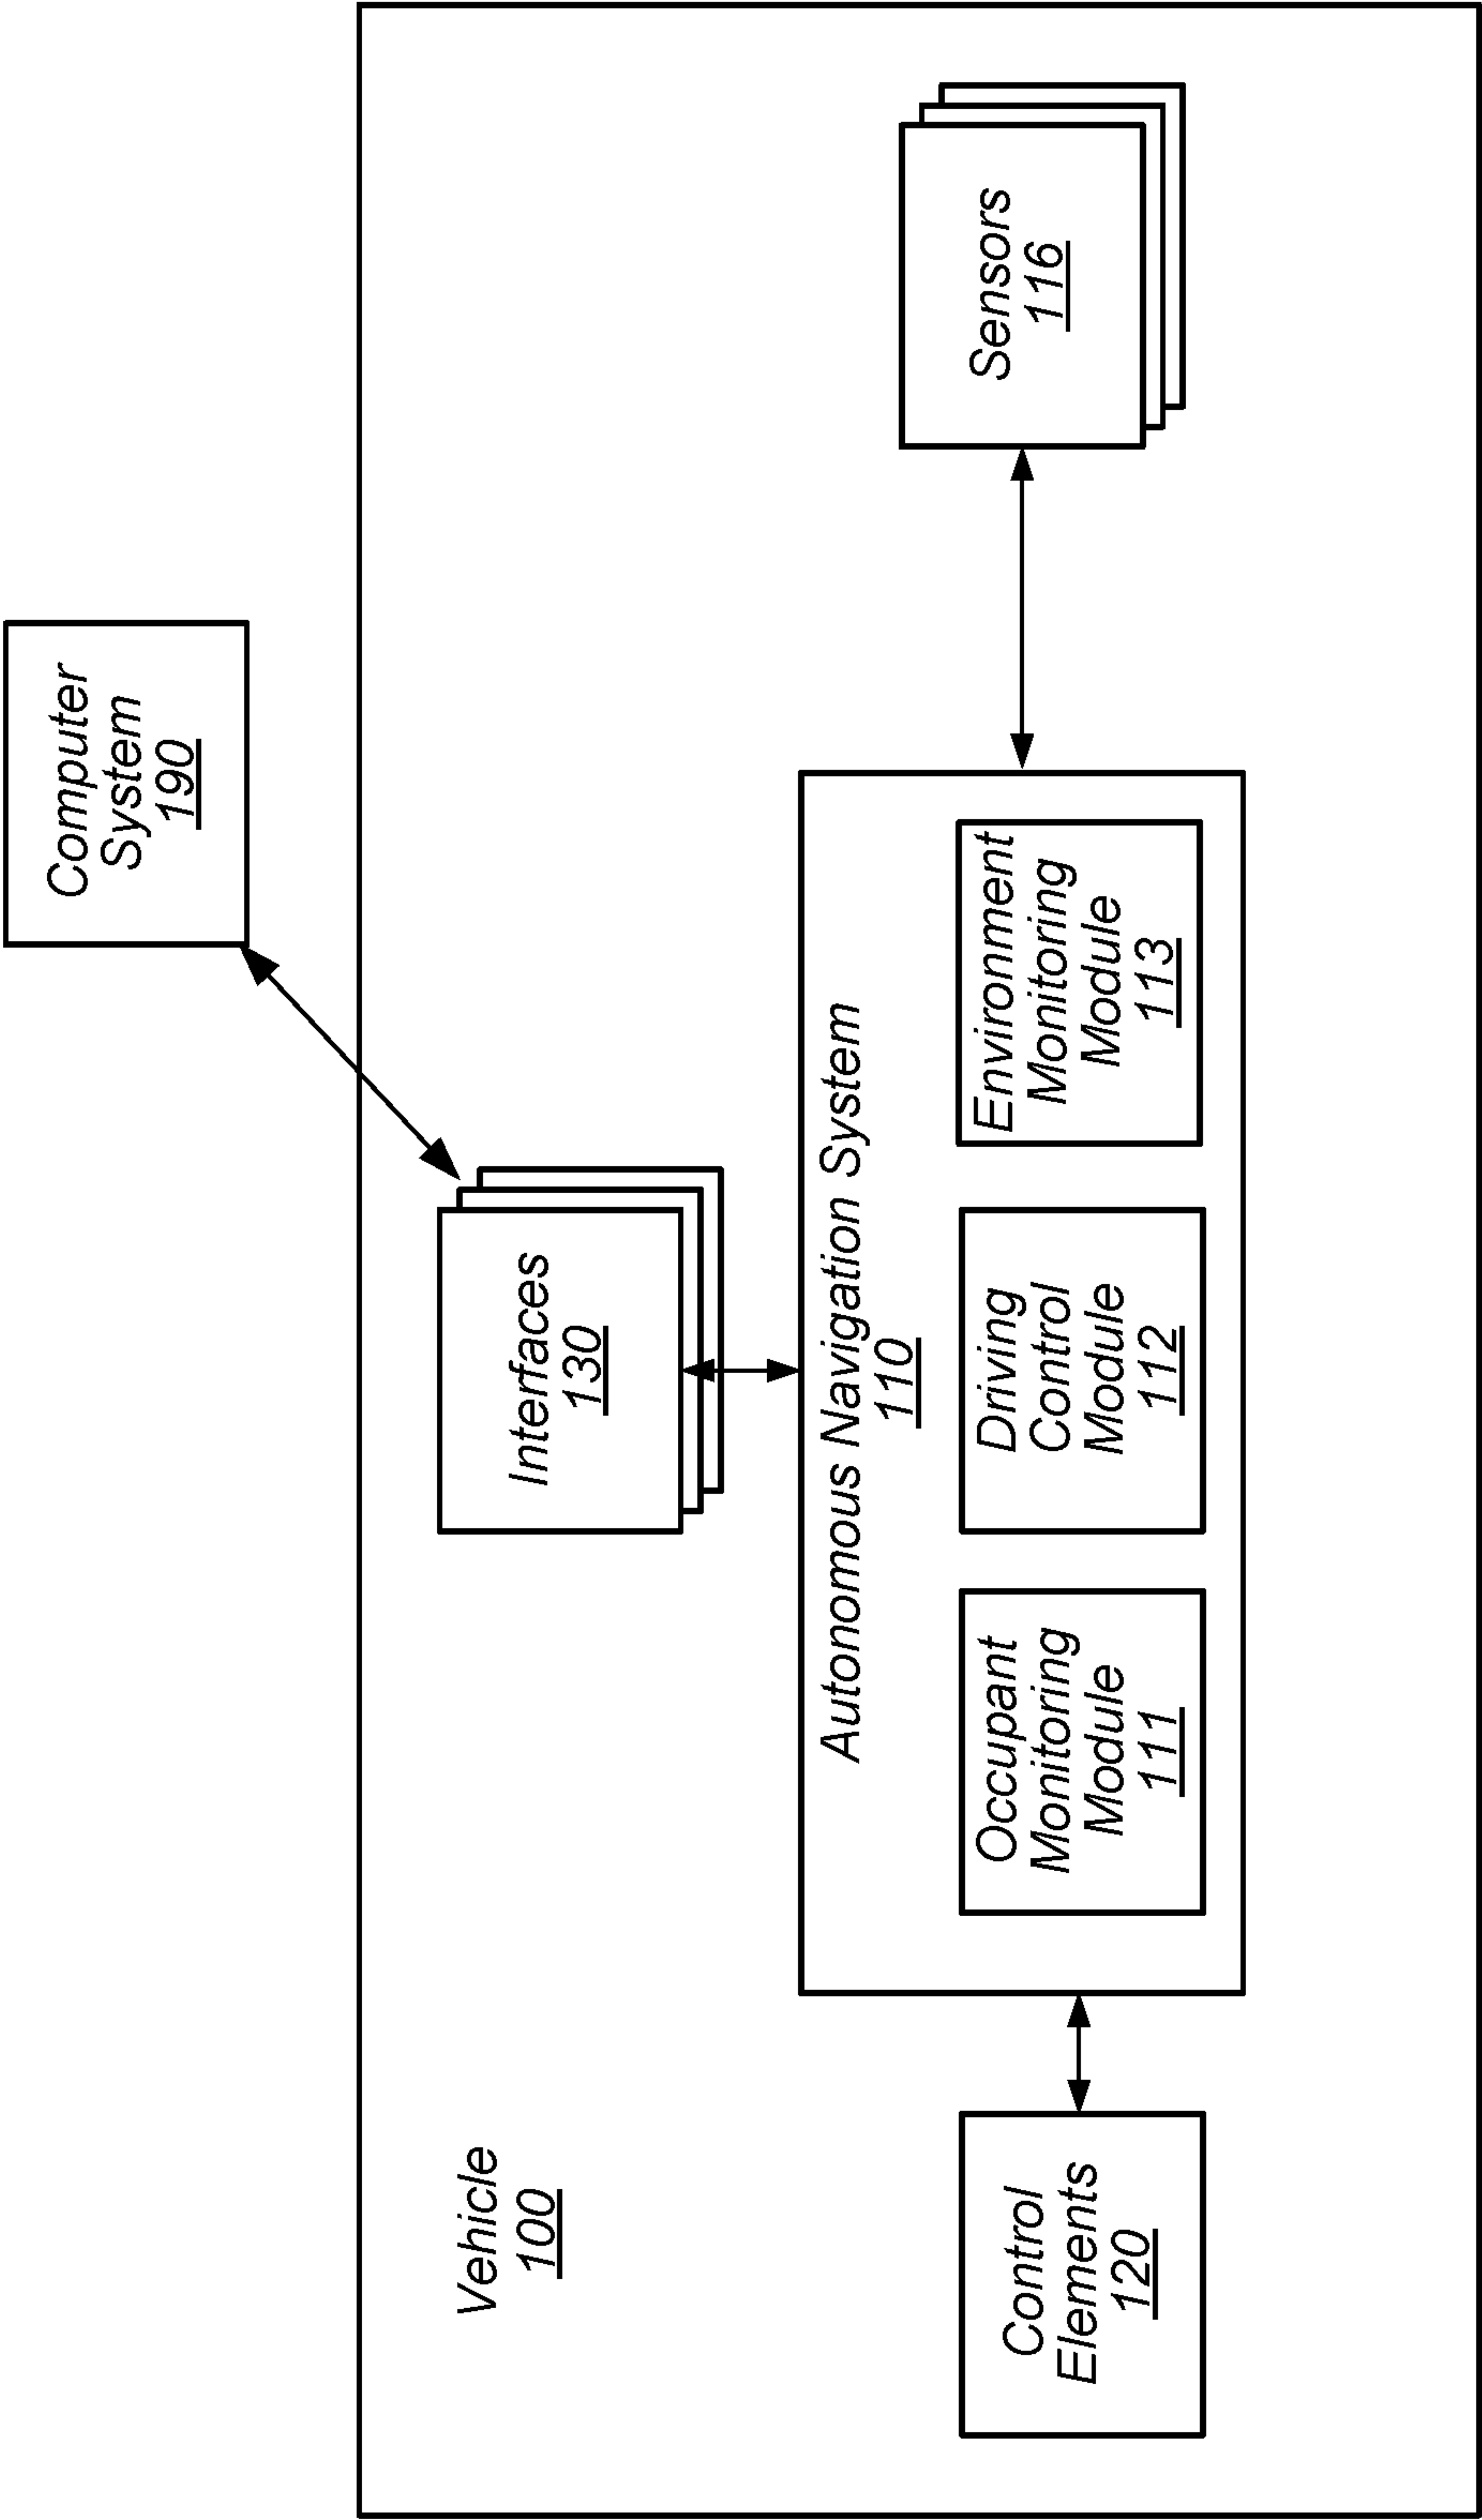 Computer
System
190
Vehicle
100
Interfaces
130
Autonomous Navigation System
110
Control
Elements
120
Occupant
Monitoring
Module
111
Driving
Control
Module
112
Environment
Monitoring
Module
113
Sensors
116